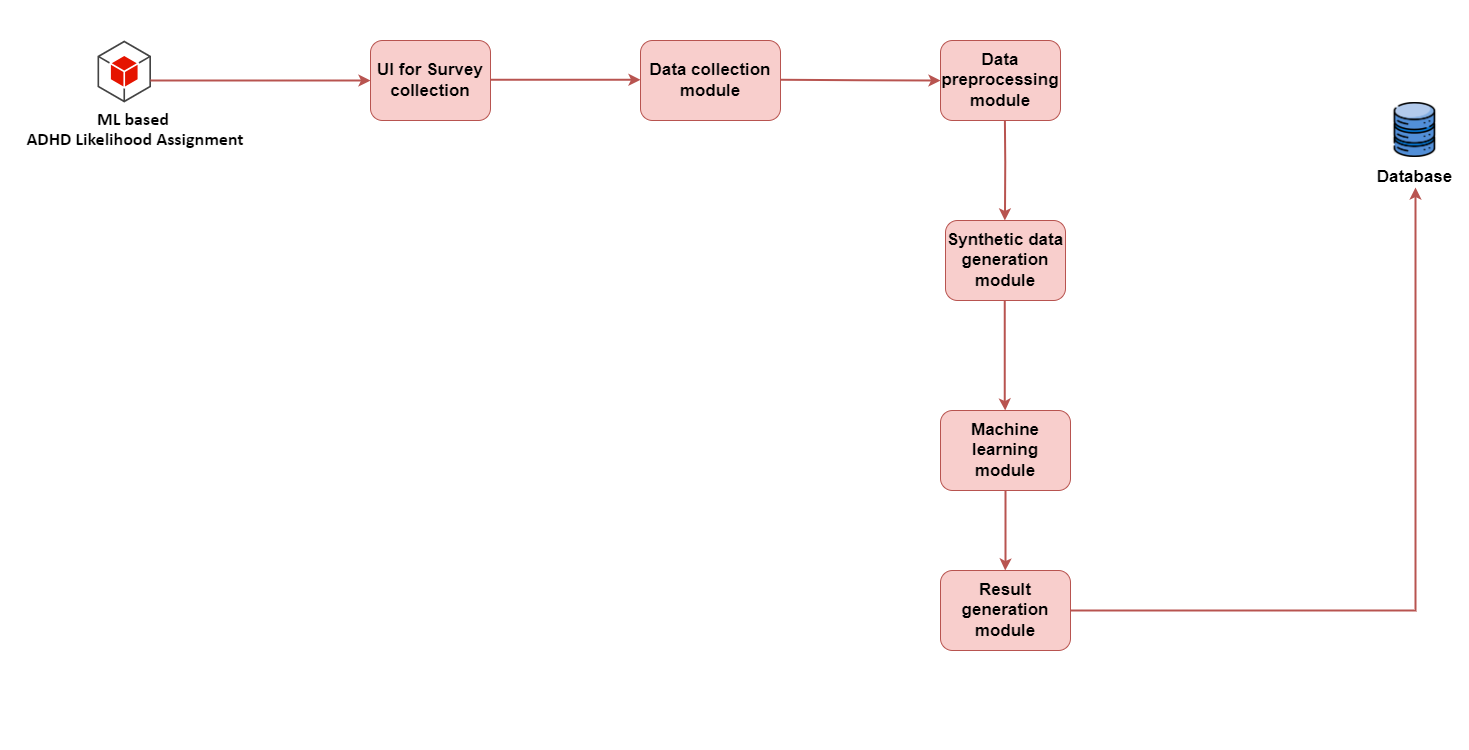 ML based
ADHD Likelihood Assignment
UI for Survey
collection
Data collection
module
Data
preprocessing
module
Database
Synthetic data
generation
module
Machine
learning
module
Result
generation
module